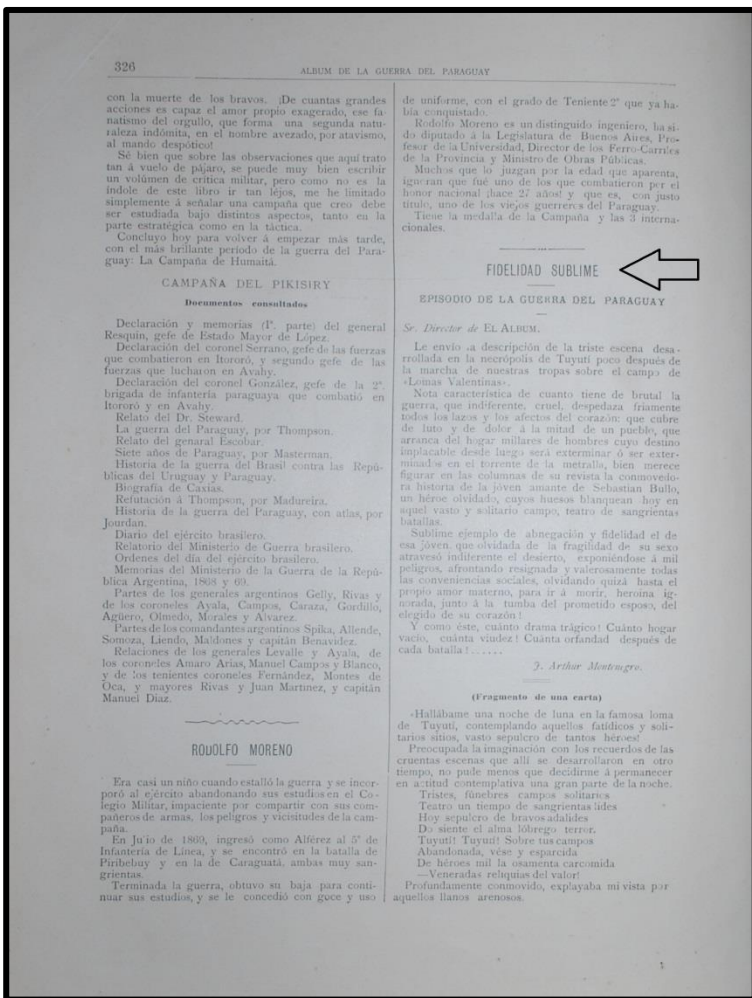 326
ALBUM DE LA GUERRA DEL PARAGUAY
con la muerte de los bravos. ¡De cuantas grandes
acciones es capaz el amor propio exagerado, ese fa-
natismo del orgullo, que forma una segunda natu-
raleza indómita, en el hombre avezado, por atavismo,
al mando despótico!
Sé bien que sobre las observaciones que aquí trato
tan á vuelo de pájaro, se puede muy bien escribir
un volúmen de crítica militar, pero como no es la
índole de este libro ir tan léjos, me he limitado
simplemente á señalar una campaña que creo debe
ser estudiada bajo distintos aspectos, tanto en la
parte estratégica como en la táctica.
Concluyo hoy para volver á empezar más tarde,
con el más brillante periodo de la guerra del Para-
guay: La Campaña de Humaitá.
CAMPAÑA DEL PIKISIRY
Documentos consultados
Declaración y memorias (1ª. parte) del general
Resquin, gefe de Estado Mayor de López.
Declaración del coronel Serrano, gefe de las fuerzas
que combatieron en Itororó, y segundo gefe de las
fuerzas que lucharon en Avahy.
Declaración del coronel González, gefe de la 2ª.
brigada de infantería paraguaya que combatió en
Itororó y en Avahy.
Relato del Dr. Steward.
La guerra del Paraguay, por Thompson.
Relato del genaral Escobar.
Siete años de Paraguay, por Masterman.
Historia de la guerra del Brasil contra las Repú-
blicas del Uruguay y Paraguay.
Biografía de Caxias.
Refutación á Thompson, por Madureira.
Historia de la guerra del Paraguay, con atlas, por
Jourdan.
Diario del ejército brasilero.
Relatorio del Ministerio de Guerra brasilero.
Ordenes del día del ejército brasilero.
Memorias del Ministerio de la Guerra de la Repú-
blica Argentina, 1868 y 69.
Partes de los generales argentinos Gelly, Rivas y
de los coroneles Ayala, Campos, Caraza, Gordillo,
Agüero, Olmedo, Morales y Alvarez.
Partes de los comandantes argentinos Spika, Allende,
Somoza, Liendo, Maldones y capitán Benavidez.
Relaciones de los generales Levalle y Ayala, de
los coroneles Amaro Arias, Manuel Campos y Blanco,
y de los tenientes coroneles Fernández, Montes de
Oca, y mayores Rivas y Juan Martinez, y capitán
Manuel Diaz.
RODOLFO MORENO
Era casi un niño cuando estalló la guerra y se incor-
poró al ejército abandonando sus estudios en el Co-
legio Militar, impaciente por compartir con sus com-
pañeros de armas, los peligros y vicisitudes de la cam-
paña.
En Julio de 1869, ingresó como Alférez al 5º de
Infantería de Línea, y se encontró en la batalla de
Piribebuy y en la de Caraguatá, ambas muy san-
grientas.
Terminada la guerra, obtuvo su baja para conti-
nuar sus estudios, y se le concedió con goce y uso
de uniforme, con el grado de Teniente 2º que ya ha-
bía conquistado.
Rodolfo Moreno es un distinguido ingeniero, ha si-
do diputado á la Legislatura de Buenos Aires, Pro-
fesor de la Universidad, Director de los Ferro-Carriles
de la Provincia y Ministro de Obras Públicas.
Muchos que lo juzgan por la edad que aparenta,
ignoran que fué uno de los que combatieron por el
honor nacional ¡hace 27 años! y que es, con justo
título, uno de los viejos guerreros del Paraguay.
Tiene la medalla de la Campaña y las 3 interna-
cionales.
FIDELIDAD SUBLIME
EPISODIO DE LA GUERRA DEL PARAGUAY
Sr. Director de EL ALBUM.
Le envío la descripción de la triste escena desa-
rrollada en la necrópolis de Tuyutí poco después de
la marcha de nuestras tropas sobre el campo de
«Lomas Valentinas».
Nota característica de cuanto tiene de brutal la
guerra, que indiferente, cruel, despedaza friamente
todos los lazos y los afectos del corazón: que cubre
de luto y de dolor á la mitad de un pueblo, que
arranca del hogar millares de hombres cuyo destino
implacable desde luego será exterminar ó ser exter-
minados en el torrente de la metralla, bien merece
figurar en las columnas de su revista la conmovedo-
ra historia de la jóven amante de Sebastian Bullo,
un héroe olvidado, cuyos huesos blanquean hoy en
aquel vasto y solitario campo, teatro de sangrientas
batallas.
Sublime ejemplo de abnegación y fidelidad el de
esa jóven, que olvidada de la fragilidad de su sexo
atravesó indiferente el desierto, exponiéndose á mil
peligros, afrontando resignada y valerosamente todas
las conveniencias sociales, olvidando quizá hasta el
propio amor materno, para ir á morir, heroina ig-
norada, junto á la tumba del prometido esposo, del
elegido de su corazón!
Y como éste, cuánto drama trágico! Cuánto hogar
vacío, cuánta viudez! Cuánta orfandad después de
cada batalla!......
J. Arthur Montenegro.
(Fragmento de una carta)
«Hallábame una noche de luna en la famosa loma
de Tuyutí, contemplando aquellos fatídicos y soli-
tarios sitios, vasto sepulcro de tantos héroes!
Preocupada la imaginación con los recuerdos de las
cruentas escenas que allí se desarrollaron en otro
tiempo, no pude menos que decidirme á permanecer
en actitud contemplativa una gran parte de la noche.
Tristes, fúnebres campos solitarios
Teatro un tiempo de sangrientas lides
Hoy sepulcro de bravos adalides
Do siente el alma lóbrego terror.
Tuyutí! Tuyutí! Sobre tus campos
Abandonada, vése y esparcida
De héroes mil la osamenta carcomida
—Veneradas reliquias del valor!
Profundamente conmovido, explayaba mi vista por
aquellos llanos arenosos.